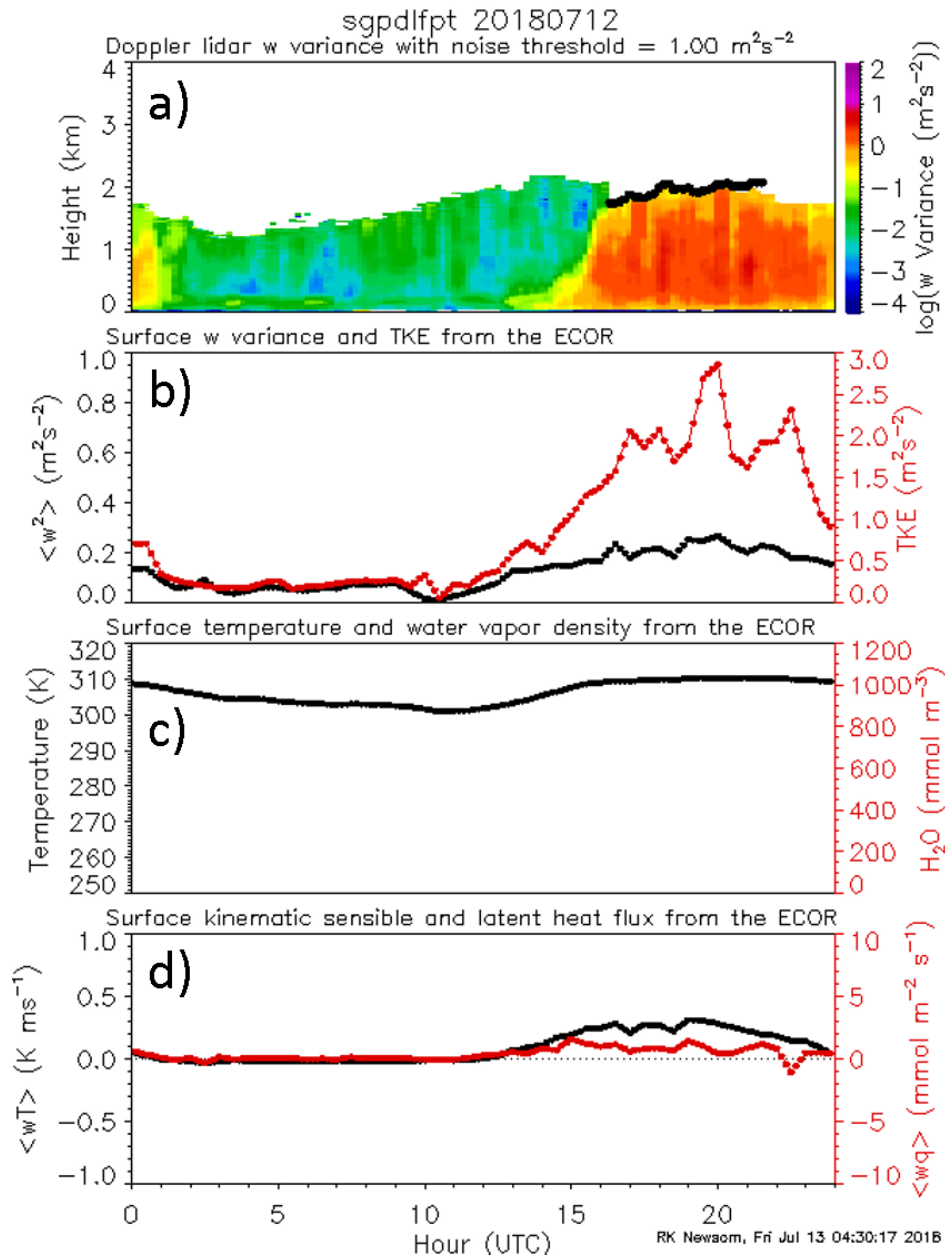 sgpdlfpt 20180712
Doppler lidar w variance with noise threshold = 1.00 m²s⁻²
a)
4
3
2
1
0
Height (km)
2
1
0
−1
−2
−3
−4
log(w Variance (m²s⁻²))
Surface w variance and TKE from the ECOR
b)
1.0
0.8
0.6
0.4
0.2
0.0
<w²> (m²s⁻²)
3.0
2.5
2.0
1.5
1.0
0.5
0.0
TKE (m²s⁻²)
Surface temperature and water vapor density from the ECOR
c)
320
310
300
290
280
270
260
250
Temperature (K)
1200
1000
800
600
400
200
0
H₂O (mmol m⁻³)
Surface kinematic sensible and latent heat flux from the ECOR
d)
1.0
0.5
0.0
−0.5
−1.0
<wT> (K ms⁻¹)
10
5
0
−5
−10
<wq> (mmol m⁻² s⁻¹)
0 5 10 15 20
Hour (UTC)
RK Newsom, Fri Jul 13 04:30:17 2018